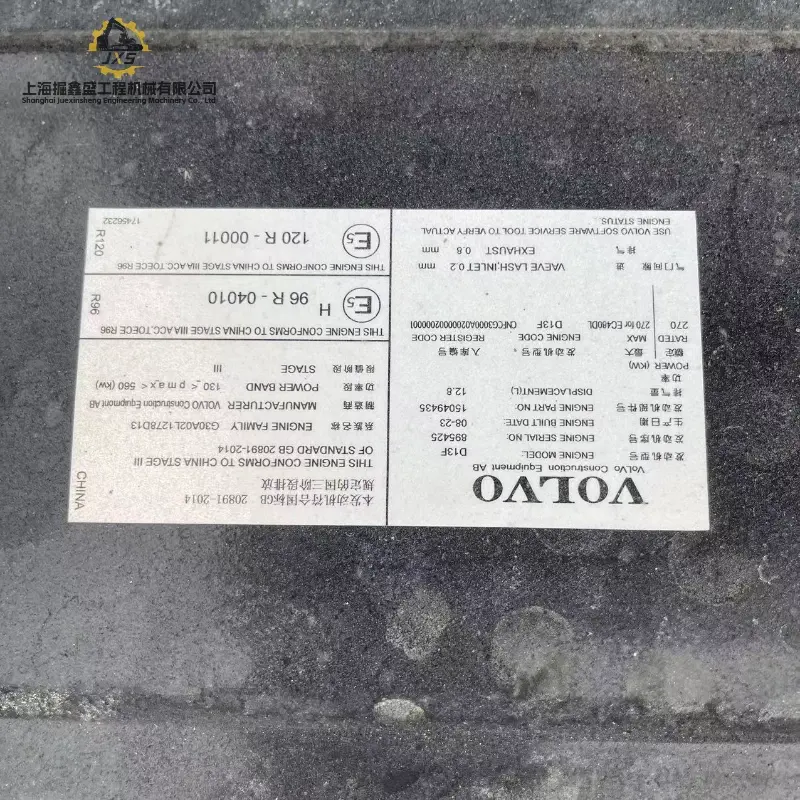 JXS
上海掘鑫盛工程机械有限公司
Shanghai Juexinsheng Engineering Machinery Co., Ltd
VOLVO
Volvo Construction Equipment AB
发动机型号 ENGINE MODEL: D13F
发动机序号 ENGINE SERIAL NO: 895425
生产日期 ENGINE BUILT DATE: 08-23
发动机部件号 ENGINE PART NO: 15049435
排气量 DISPLACEMENT(L) 12.8
功率
POWER (KW)
额定 最大 发动机型号: 入库编号
RATED MAX ENGINE CODE REGISTER CODE
270 270 for EC480DL D13F
气门间隙 进 VAEVE LASH,INLET 0.2 mm
排气 EXHAUST 0.8 mm
USE VOLVO SOFTWARE SERVICE TOOL TO VERIFY ACTUAL
ENGINE STATUS.
CHINA
本发动机符合国标GB 20891-2014
规定的国三阶段排放
THIS ENGINE CONFORMS TO CHINA STAGE III
OF STANDARD GB 20891-2014
系族名称 ENGINE FAMILY: G30A02L1278D13
制造商 MANUFACTURER VOLVO Construction Equipment AB
功率段 POWER BAND 130 < p max < 560 (kw)
限值阶段 STAGE III
THIS ENGINE CONFORMS TO CHINA STAGE IIIA ACC.TOECE R96
E5 96 R - 04010 H
R96
THIS ENGINE CONFORMS TO CHINA STAGE IIIA ACC.TOECE R96
E5 120 R - 00011
R120
17456232